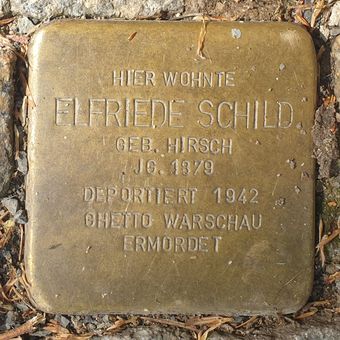 HIER WOHNTE
ELFRIEDE SCHILD
GEB. HIRSCH
JG. 1879
DEPORTIERT 1942
GHETTO WARSCHAU
ERMORDET